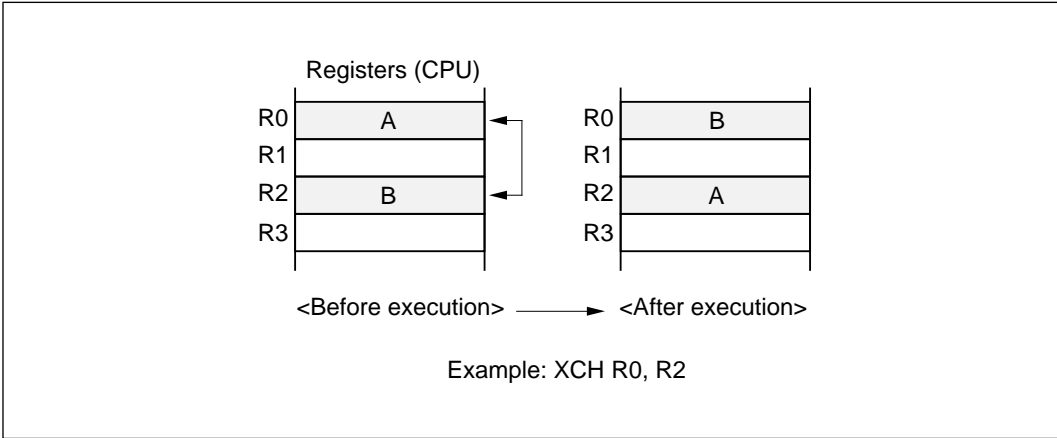 Registers (CPU)
R0 A R0 B
R1 R1
R2 B R2 A
R3 R3
<Before execution> <After execution>
Example: XCH R0, R2